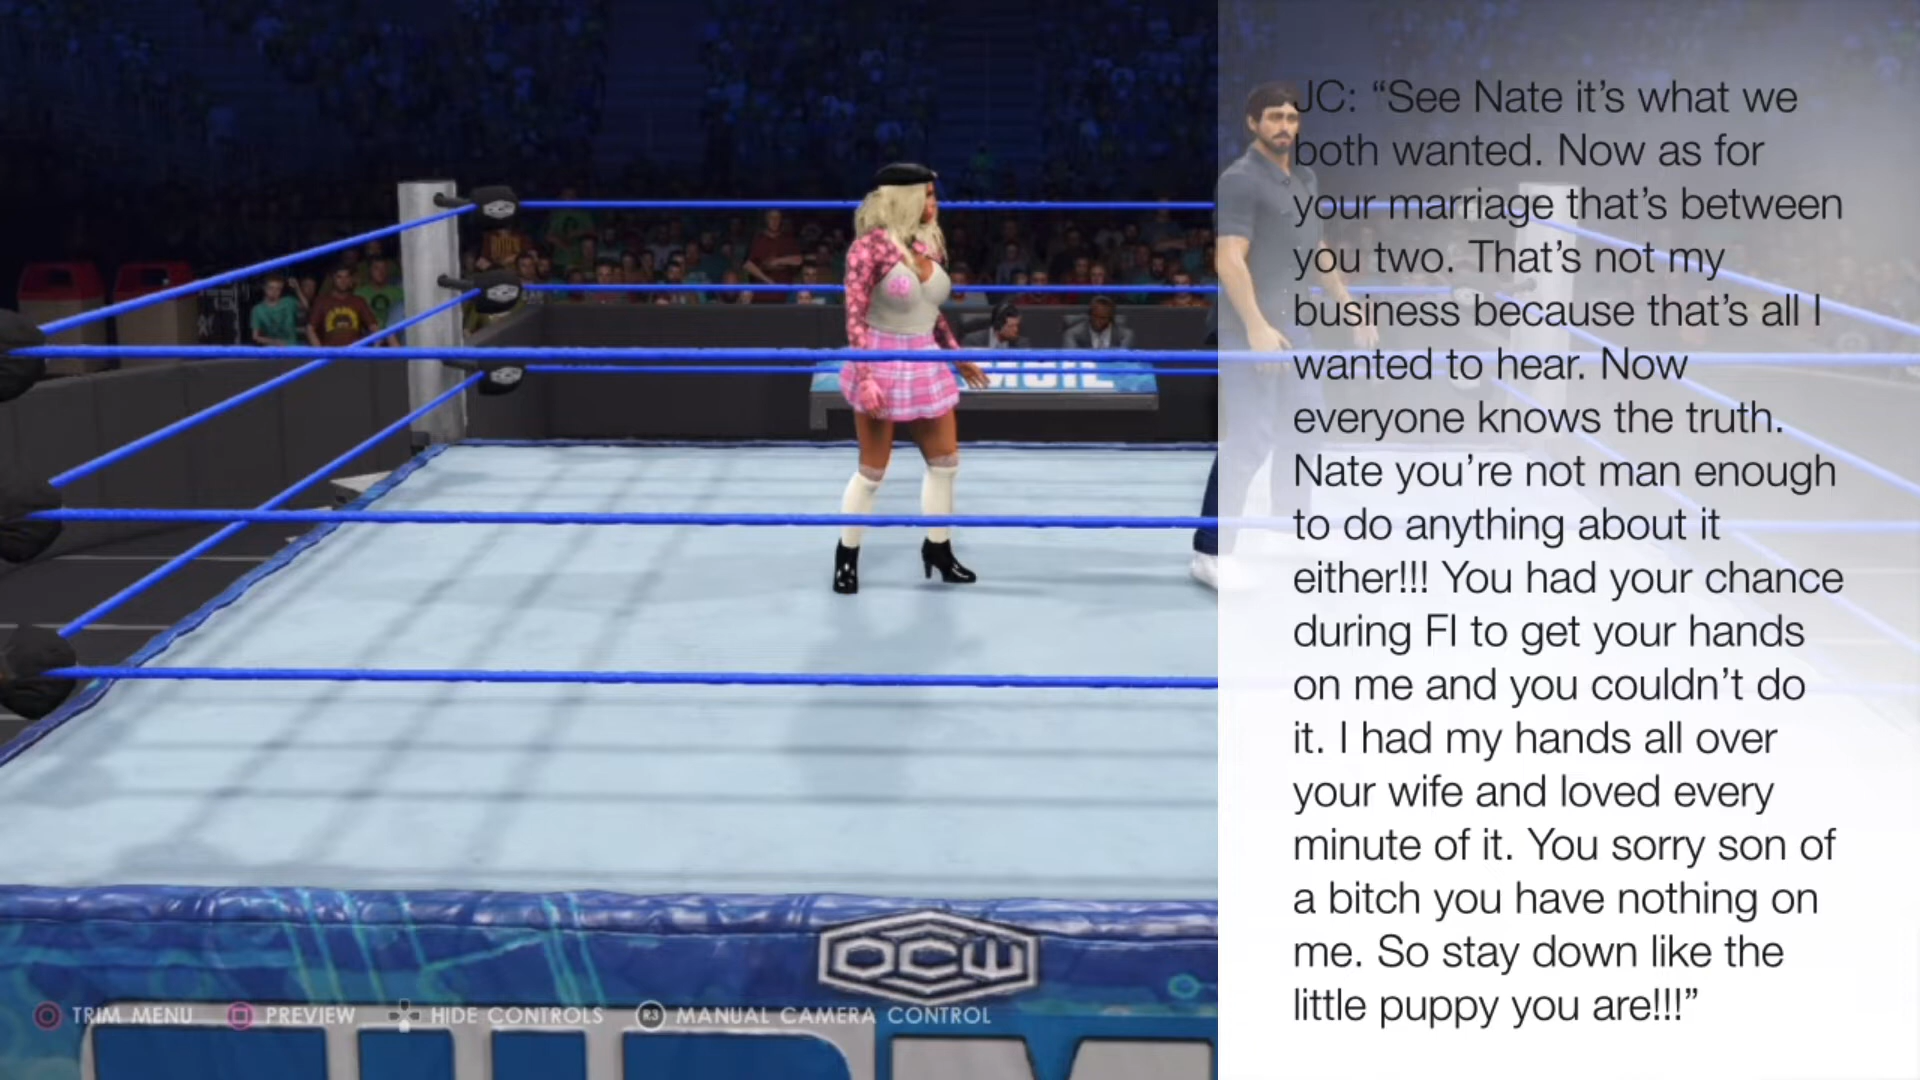 JC: “See Nate it’s what we
both wanted. Now as for
your marriage that’s between
you two. That’s not my
business because that’s all I
wanted to hear. Now
everyone knows the truth.
Nate you’re not man enough
to do anything about it
either!!! You had your chance
during FI to get your hands
on me and you couldn’t do
it. I had my hands all over
your wife and loved every
minute of it. You sorry son of
a bitch you have nothing on
me. So stay down like the
little puppy you are!!!”
OCW
TRIM MENU PREVIEW HIDE CONTROLS R3 MANUAL CAMERA CONTROL